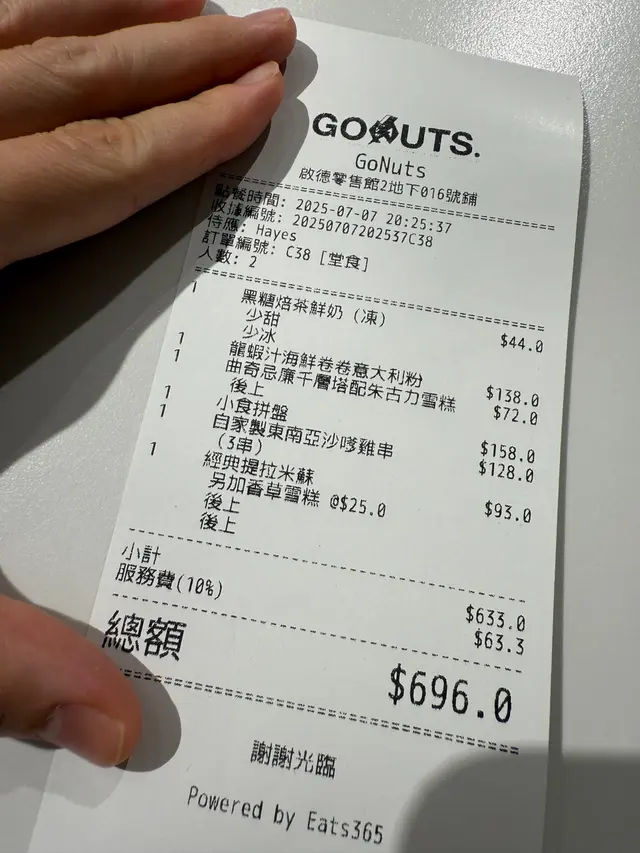 GONUTS.
GoNuts
啟德零售館2地下016號鋪
點餐時間: 2025-07-07 20:25:37
收據編號: 20250707202537C38
侍應: Hayes
訂單編號: C38 [堂食]
人數: 2
1 黑糖焙茶鮮奶 (凍) $44.0
少甜
少冰
1 龍蝦汁海鮮卷卷意大利粉 $138.0
1 曲奇忌廉千層塔配朱古力雪糕 $72.0
後上
1 小食拼盤 $158.0
1 自家製東南亞沙嗲雞串 $128.0
(3串)
1 經典提拉米蘇 $93.0
另加香草雪糕 @$25.0
後上
後上
小計 $633.0
服務費(10%) $63.3
總額 $696.0
謝謝光臨
Powered by Eats365